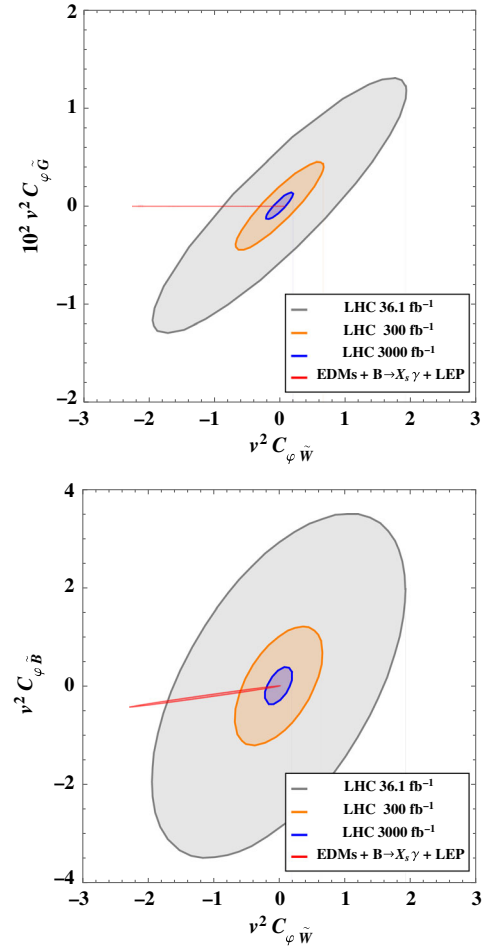 2
1
0
−1
−2
10² v² C_φG̃
−3 −2 −1 0 1 2 3
v² C_φW̃
LHC 36.1 fb⁻¹
LHC 300 fb⁻¹
LHC 3000 fb⁻¹
EDMs + B→X_s γ + LEP
4
2
0
−2
−4
v² C_φB̃
−3 −2 −1 0 1 2 3
v² C_φW̃
LHC 36.1 fb⁻¹
LHC 300 fb⁻¹
LHC 3000 fb⁻¹
EDMs + B→X_s γ + LEP